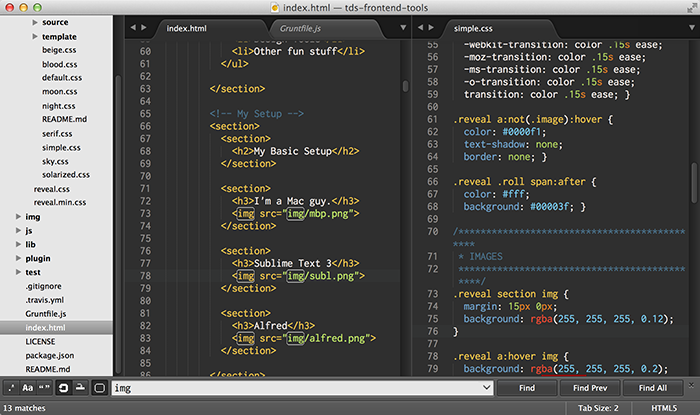 index.html — tds-frontend-tools
source
template
beige.css
blood.css
default.css
moon.css
night.css
README.md
serif.css
simple.css
sky.css
solarized.css
reveal.css
reveal.min.css
img
js
lib
plugin
test
.gitignore
.travis.yml
Gruntfile.js
index.html
LICENSE
package.json
README.md
index.html
Gruntfile.js
60 <li>Other fun stuff</li>
61 </ul>
62
63 </section>
64
65 <!-- My Setup -->
66 <section>
67 <section>
68 <h2>My Basic Setup</h2>
69 </section>
70
71 <section>
72 <h3>I'm a Mac guy.</h3>
73 <img src="img/mbp.png">
74 </section>
75
76 <section>
77 <h3>Sublime Text 3</h3>
78 <img src="img/subl.png">
79 </section>
80
81 <section>
82 <h3>Alfred</h3>
83 <img src="img/alfred.png">
84 </section>
85
86 </section>
simple.css
55 -webkit-transition: color .15s ease;
56 -moz-transition: color .15s ease;
57 -ms-transition: color .15s ease;
58 -o-transition: color .15s ease;
59 transition: color .15s ease; }
60
61 .reveal a:not(.image):hover {
62 color: #0000f1;
63 text-shadow: none;
64 border: none; }
65
66 .reveal .roll span:after {
67 color: #fff;
68 background: #00003f; }
69
70 /*****************************************
****
71 * IMAGES
72 *****************************************
****/
73 .reveal section img {
74 margin: 15px 0px;
75 background: rgba(255, 255, 255, 0.12);
76 }
77
78 .reveal a:hover img {
79 background: rgba(255, 255, 255, 0.2);
.* Aa “”
img
Find
Find Prev
Find All
13 matches
Tab Size: 2
HTML5